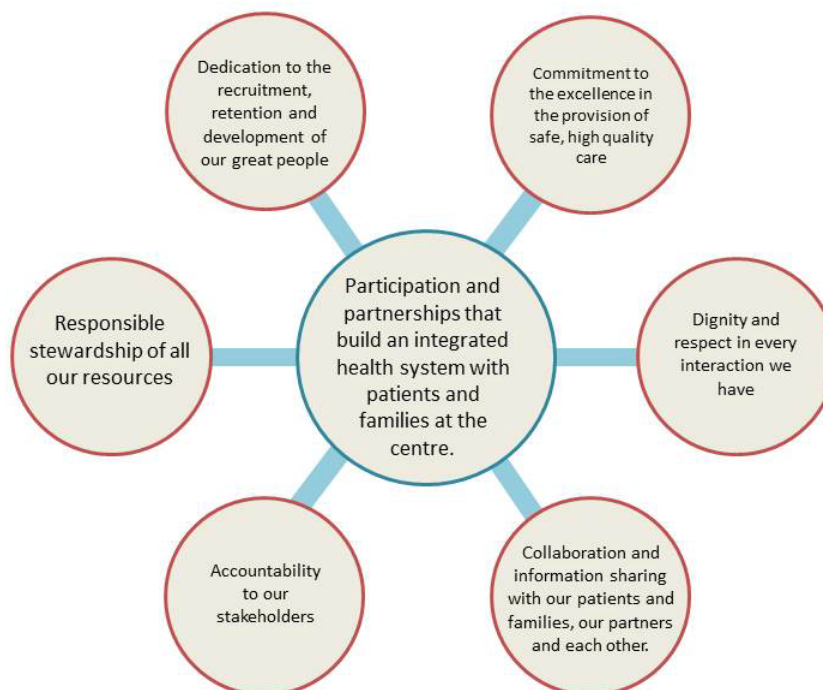 Dedication to the
recruitment,
retention and
development of
our great people
Commitment to
the excellence in
the provision of
safe, high quality
care
Participation and
partnerships that
build an integrated
health system with
patients and
families at the
centre.
Responsible
stewardship of all
our resources
Dignity and
respect in every
interaction we
have
Accountability
to our
stakeholders
Collaboration and
information sharing
with our patients and
families, our partners
and each other.